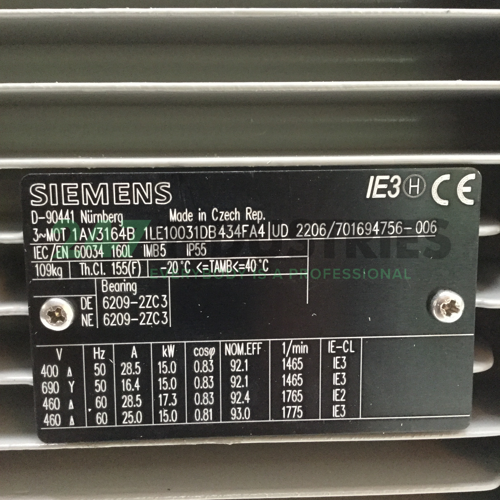 SIEMENS IE3 H CE
D-90441 Nürnberg Made in Czech Rep.
3~MOT 1AV3164B 1LE10031DB434FA4 UD 2206/701694756-006
IEC/EN 60034 160L IMB5 IP55
109kg Th.Cl. 155(F) -20°C <=TAMB<=40°C
Bearing
DE 6209-2ZC3
NE 6209-2ZC3
V Hz A kW cosφ NOM.EFF 1/min IE-CL
400 Δ 50 28.5 15.0 0.83 92.1 1465 IE3
690 Y 50 16.4 15.0 0.83 92.1 1465 IE3
460 Δ 60 28.5 17.3 0.83 92.4 1765 IE2
460 Δ 60 25.0 15.0 0.81 93.0 1775 IE3